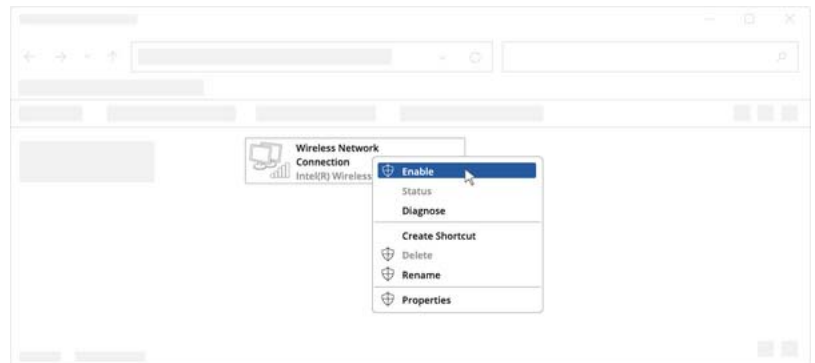 Wireless Network
Connection
Intel(R) Wireless
Enable
Status
Diagnose
Create Shortcut
Delete
Rename
Properties